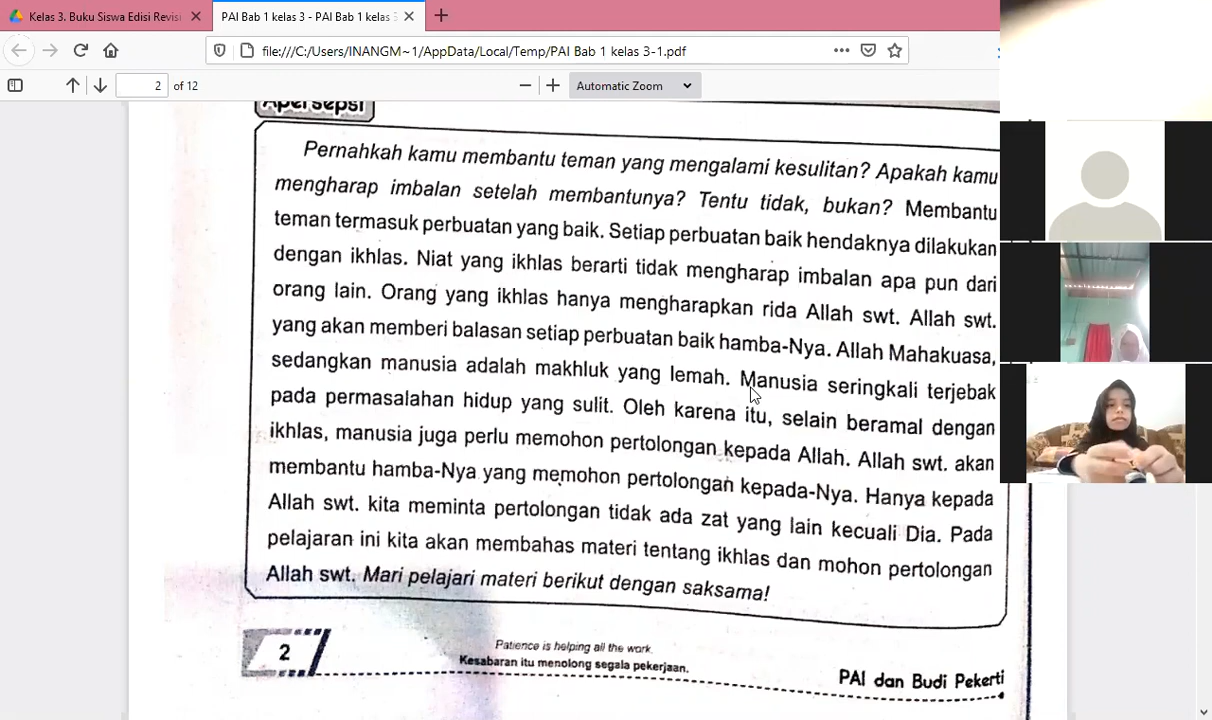 Kelas 3. Buku Siswa Edisi Revisi
PAI Bab 1 kelas 3 - PAI Bab 1 kelas 3
file:///C:/Users/INANGM~1/AppData/Local/Temp/PAI Bab 1 kelas 3-1.pdf
2 of 12
Automatic Zoom
Apersepsi
Pernahkah kamu membantu teman yang mengalami kesulitan? Apakah kamu
mengharap imbalan setelah membantunya? Tentu tidak, bukan? Membantu
teman termasuk perbuatan yang baik. Setiap perbuatan baik hendaknya dilakukan
dengan ikhlas. Niat yang ikhlas berarti tidak mengharap imbalan apa pun dari
orang lain. Orang yang ikhlas hanya mengharapkan rida Allah swt. Allah swt.
yang akan memberi balasan setiap perbuatan baik hamba-Nya. Allah Mahakuasa,
sedangkan manusia adalah makhluk yang lemah. Manusia seringkali terjebak
pada permasalahan hidup yang sulit. Oleh karena itu, selain beramal dengan
ikhlas, manusia juga perlu memohon pertolongan kepada Allah. Allah swt. akan
membantu hamba-Nya yang memohon pertolongan kepada-Nya. Hanya kepada
Allah swt. kita meminta pertolongan tidak ada zat yang lain kecuali Dia. Pada
pelajaran ini kita akan membahas materi tentang ikhlas dan mohon pertolongan
Allah swt. Mari pelajari materi berikut dengan saksama!
2
Patience is helping all the work.
Kesabaran itu menolong segala pekerjaan.
PAI dan Budi Pekerti